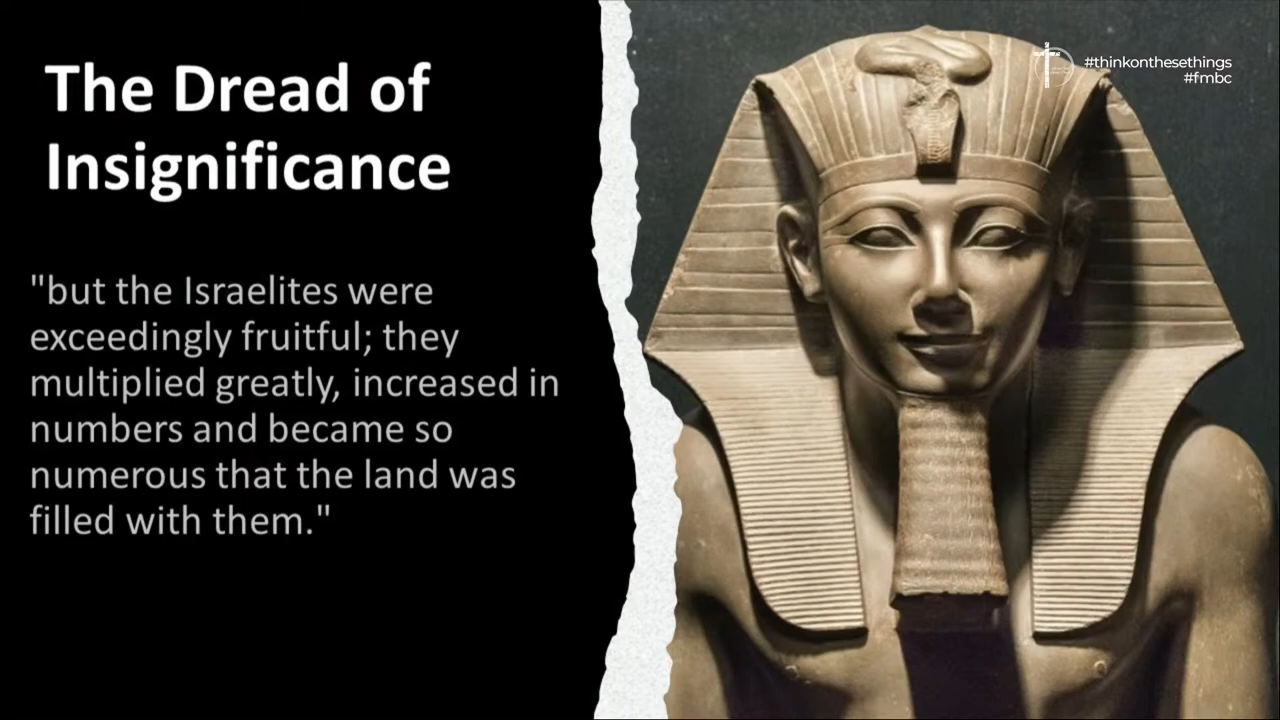 The Dread of
Insignificance
"but the Israelites were
exceedingly fruitful; they
multiplied greatly, increased in
numbers and became so
numerous that the land was
filled with them."
#thinkonthesethings
#fmbc